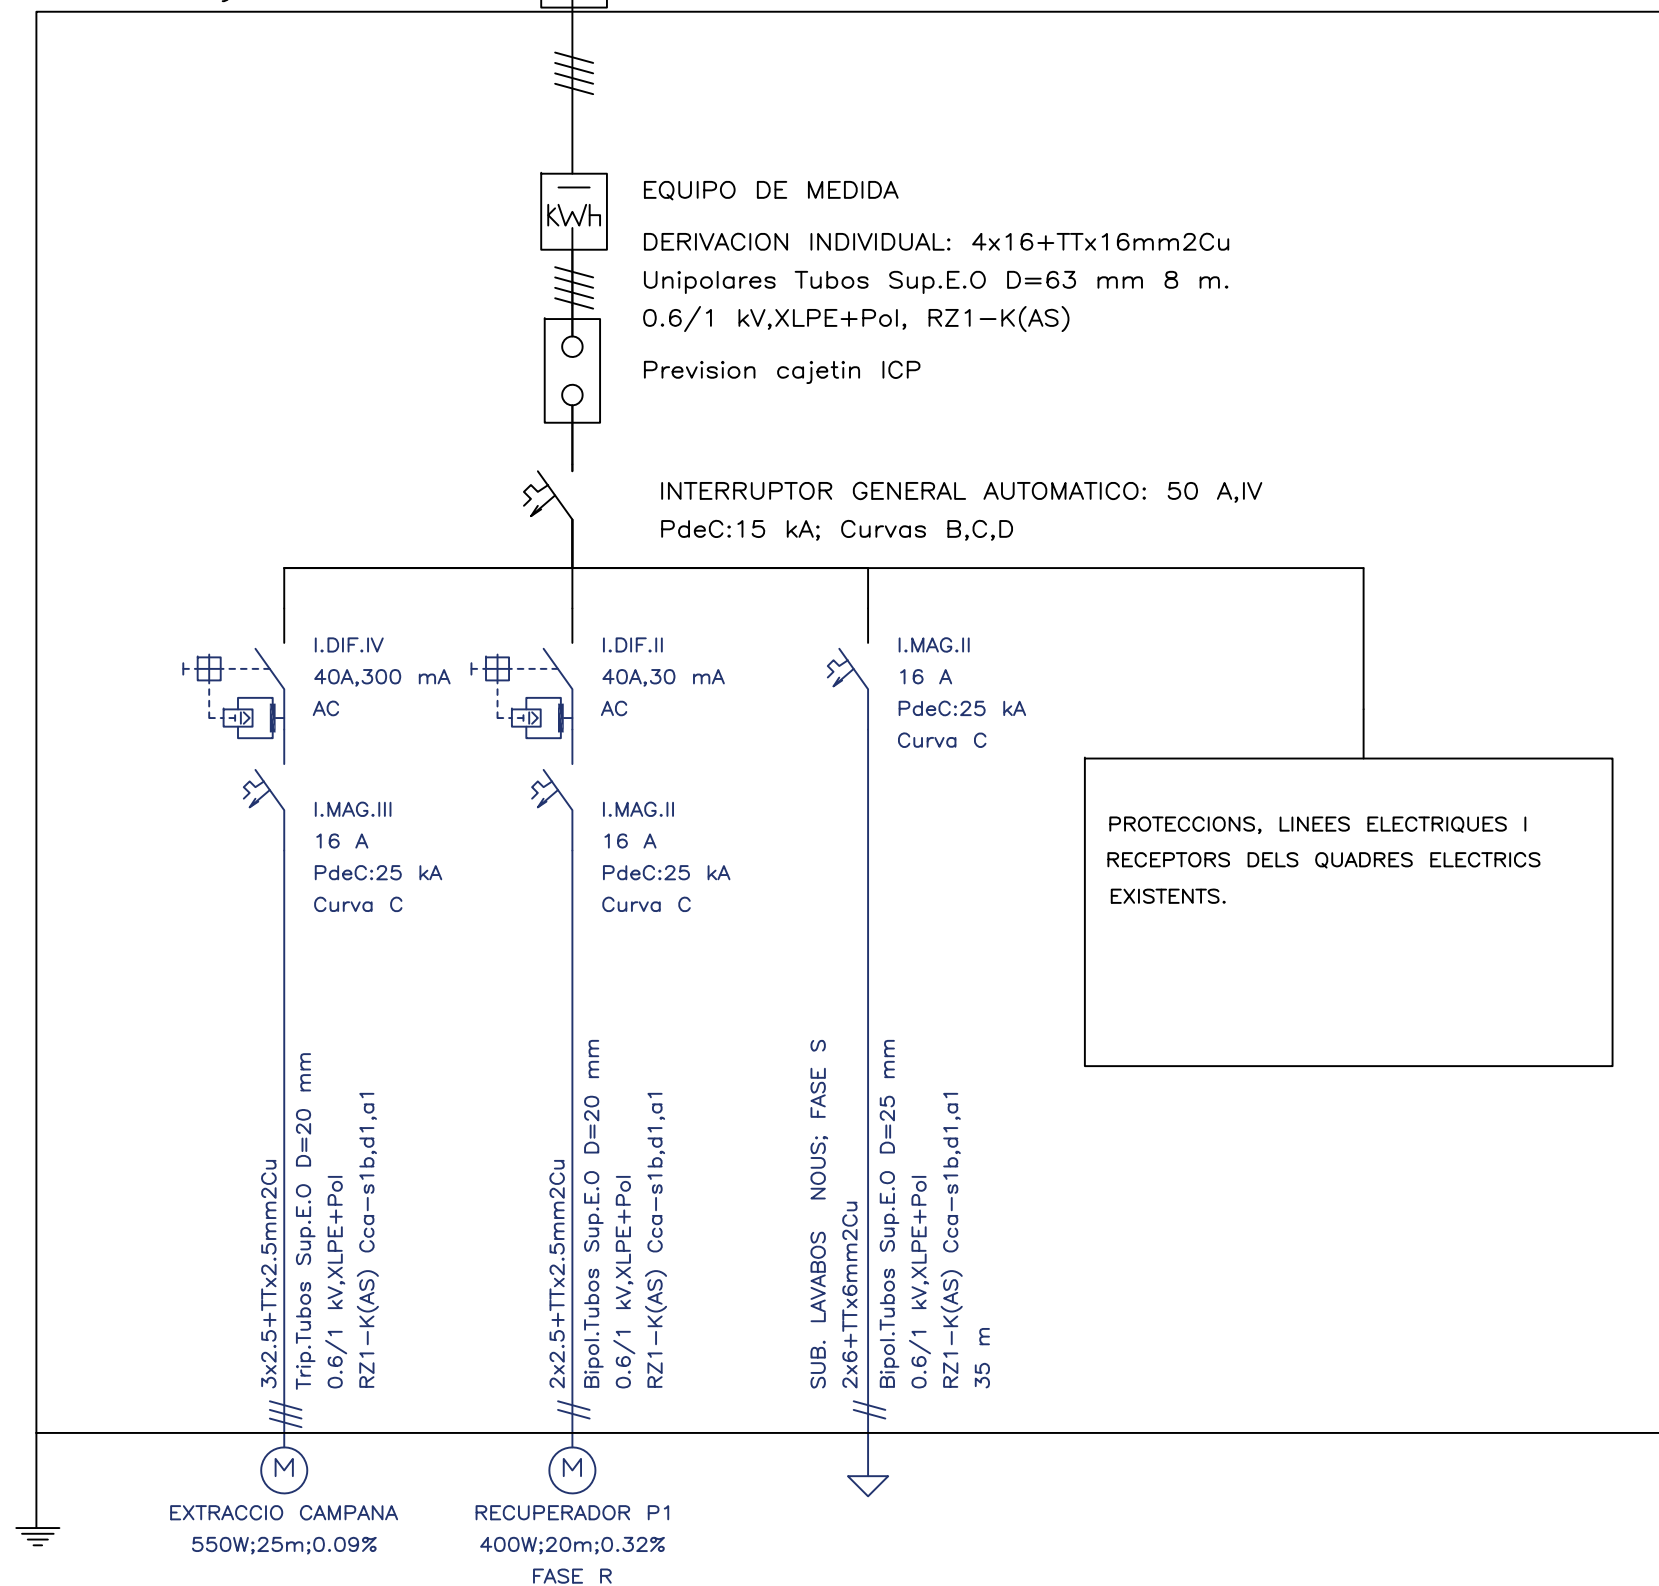 KWh
EQUIPO DE MEDIDA
DERIVACION INDIVIDUAL: 4x16+TTx16mm2Cu
Unipolares Tubos Sup.E.O D=63 mm 8 m.
0.6/1 kV,XLPE+Pol, RZ1-K(AS)
Prevision cajetin ICP
INTERRUPTOR GENERAL AUTOMATICO: 50 A,IV
PdeC:15 kA; Curvas B,C,D
I.DIF.IV
40A,300 mA
AC
I.MAG.III
16 A
PdeC:25 kA
Curva C
3x2.5+TTx2.5mm2Cu
Trip.Tubos Sup.E.O D=20 mm
0.6/1 kV,XLPE+Pol
RZ1-K(AS) Cca-s1b,d1,a1
M
EXTRACCIO CAMPANA
550W;25m;0.09%
I.DIF.II
40A,30 mA
AC
I.MAG.II
16 A
PdeC:25 kA
Curva C
2x2.5+TTx2.5mm2Cu
Bipol.Tubos Sup.E.O D=20 mm
0.6/1 kV,XLPE+Pol
RZ1-K(AS) Cca-s1b,d1,a1
M
RECUPERADOR P1
400W;20m;0.32%
FASE R
I.MAG.II
16 A
PdeC:25 kA
Curva C
SUB. LAVABOS NOUS; FASE S
2x6+TTx6mm2Cu
Bipol.Tubos Sup.E.O D=25 mm
0.6/1 kV,XLPE+Pol
RZ1-K(AS) Cca-s1b,d1,a1
35 m
PROTECCIONS, LINEES ELECTRIQUES I
RECEPTORS DELS QUADRES ELECTRICS
EXISTENTS.